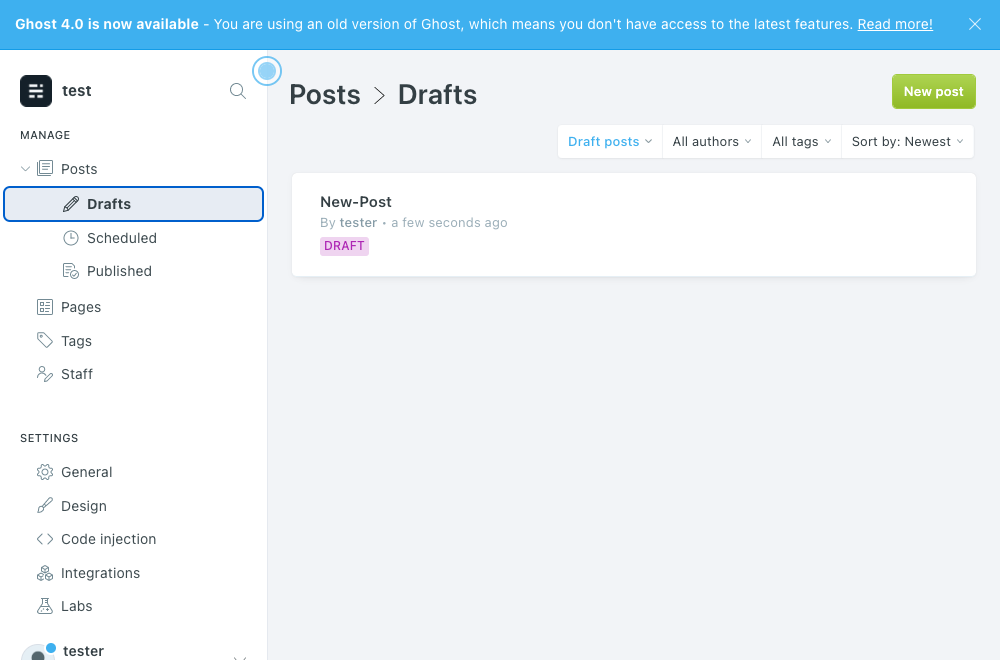 Ghost 4.0 is now available - You are using an old version of Ghost, which means you don't have access to the latest features. Read more!
test
MANAGE
Posts
Drafts
Scheduled
Published
Pages
Tags
Staff
SETTINGS
General
Design
Code injection
Integrations
Labs
tester
Posts > Drafts
New post
Draft posts All authors All tags Sort by: Newest
New-Post
By tester • a few seconds ago
DRAFT